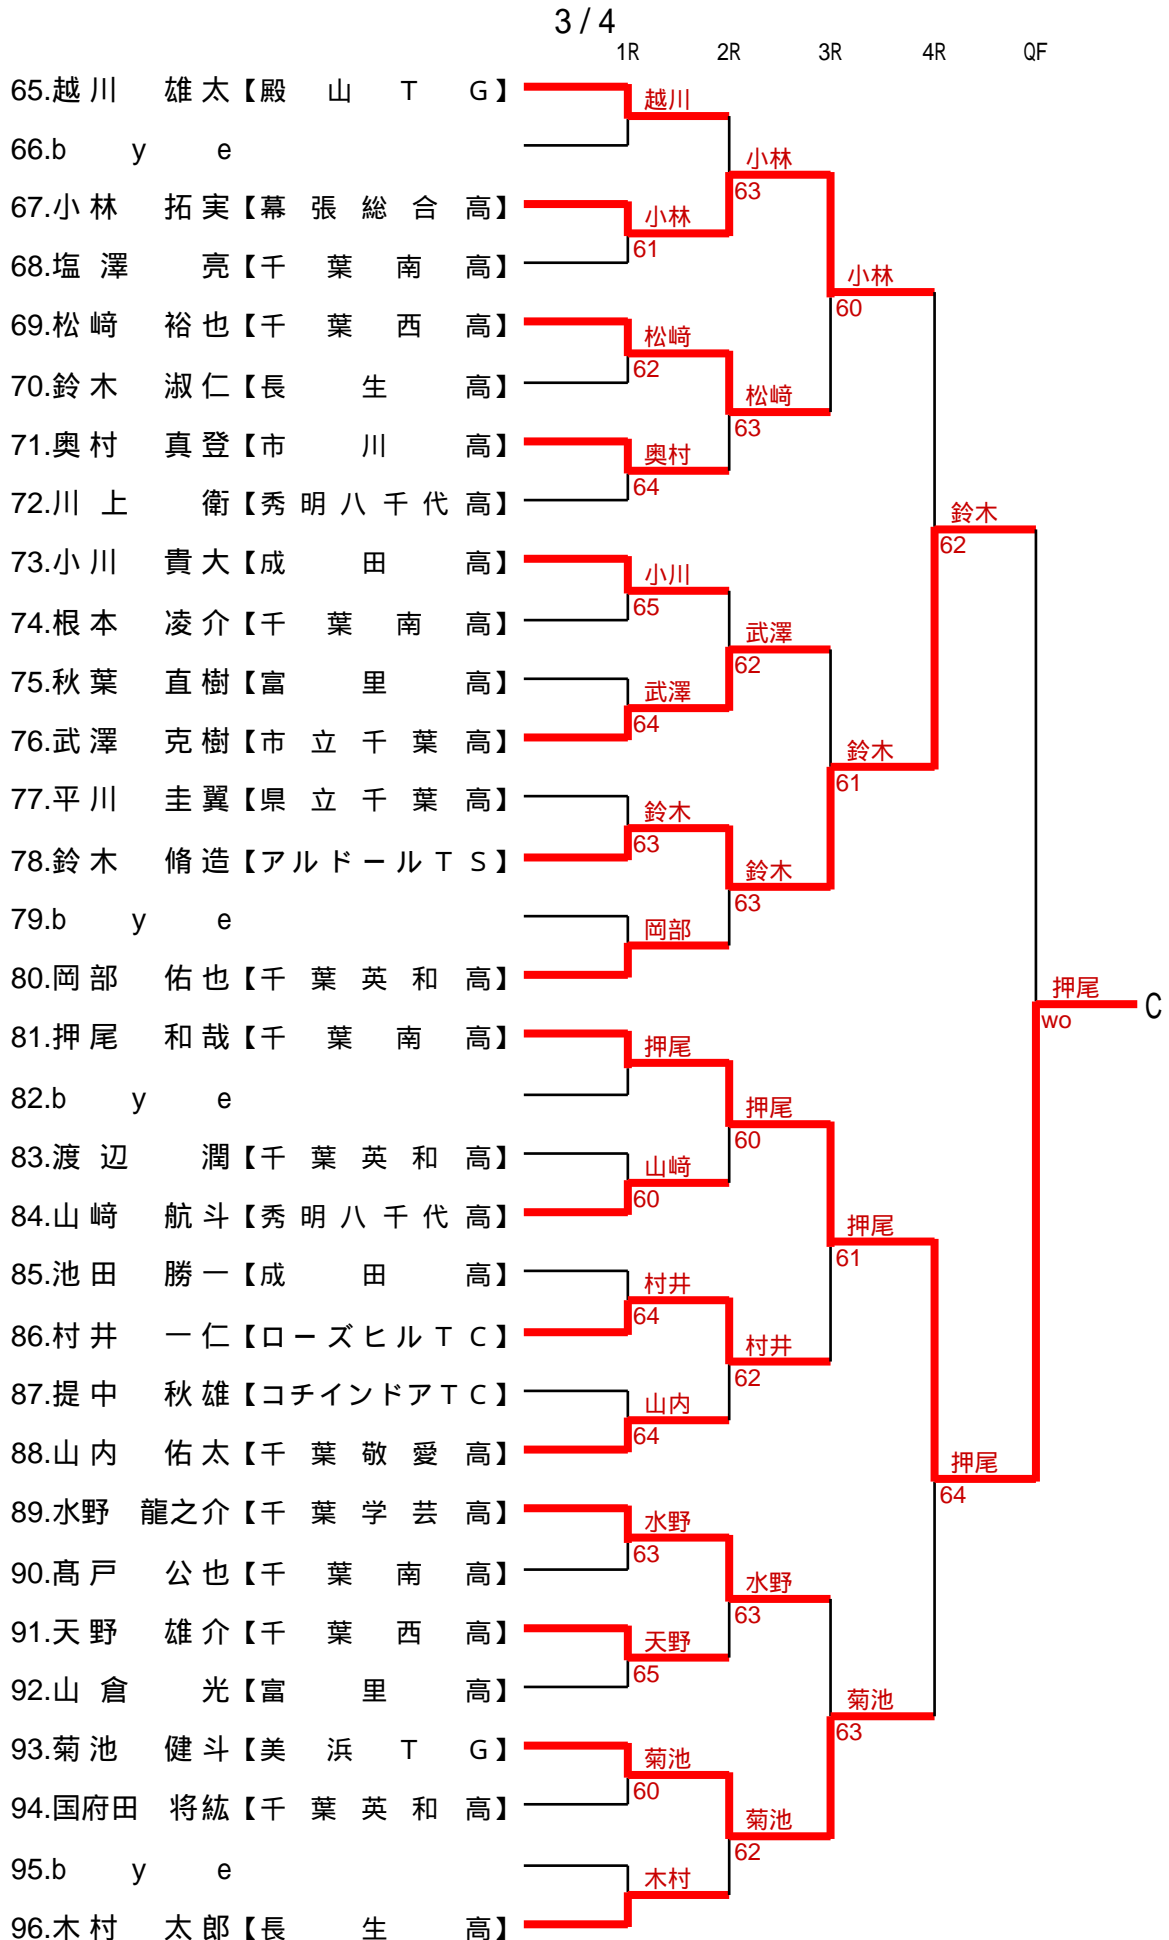 3 / 4
1R 2R 3R 4R QF
65.越川 雄太【殿山TG】
越川
66.bye
小林
63
67.小林 拓実【幕張総合高】
小林
61
68.塩澤 亮【千葉南高】
小林
60
69.松﨑 裕也【千葉西高】
松﨑
62
70.鈴木 淑仁【長生高】
松﨑
63
71.奥村 真登【市川高】
奥村
64
72.川上 衛【秀明八千代高】
鈴木
62
73.小川 貴大【成田高】
小川
65
74.根本 凌介【千葉南高】
武澤
62
75.秋葉 直樹【富里高】
武澤
64
76.武澤 克樹【市立千葉高】
鈴木
61
77.平川 圭翼【県立千葉高】
鈴木
63
78.鈴木 脩造【アルドールTS】
鈴木
63
79.bye
岡部
80.岡部 佑也【千葉英和高】
押尾 C
wo
81.押尾 和哉【千葉南高】
押尾
82.bye
押尾
60
83.渡辺 潤【千葉英和高】
山﨑
60
84.山﨑 航斗【秀明八千代高】
押尾
61
85.池田 勝一【成田高】
村井
64
86.村井 一仁【ローズヒルTC】
村井
62
87.提中 秋雄【コチインドアTC】
山内
64
88.山内 佑太【千葉敬愛高】
押尾
64
89.水野 龍之介【千葉学芸高】
水野
63
90.髙戸 公也【千葉南高】
水野
63
91.天野 雄介【千葉西高】
天野
65
92.山倉 光【富里高】
菊池
63
93.菊池 健斗【美浜TG】
菊池
60
94.国府田 将紘【千葉英和高】
菊池
62
95.bye
木村
96.木村 太郎【長生高】